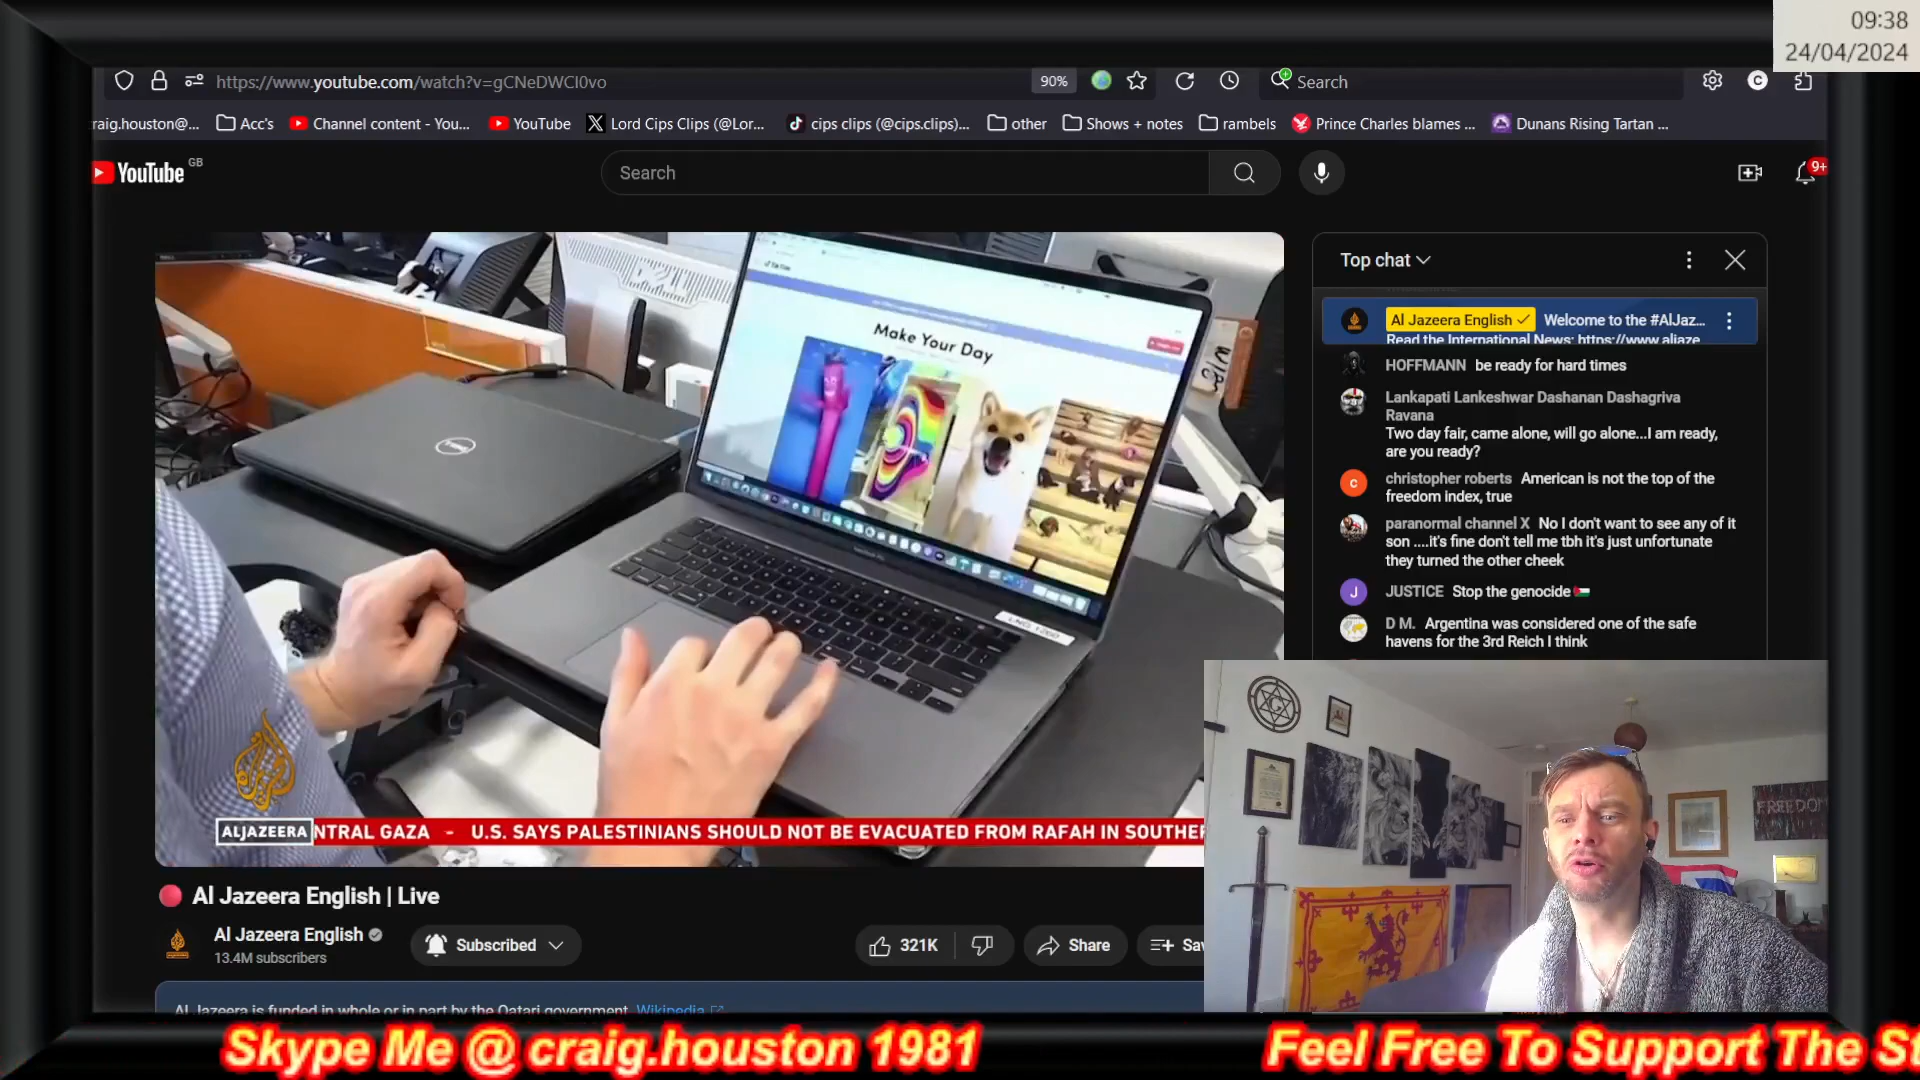 09:38
24/04/2024
https://www.youtube.com/watch?v=gCNeDWCl0vo
90%
Search
C
raig.houston@...
Acc's
Channel content - You...
YouTube
Lord Cips Clips (@Lor...
cips clips (@cips.clips)...
other
Shows + notes
rambels
Prince Charles blames ...
Dunans Rising Tartan ...
YouTube GB
Search
9+
Make Your Day
DELL
ALJAZEERA
NTRAL GAZA - U.S. SAYS PALESTINIANS SHOULD NOT BE EVACUATED FROM RAFAH IN SOUTHER
Top chat
Al Jazeera English Welcome to the #AlJaz...
Read the International News: https://www.aljaze
HOFFMANN be ready for hard times
Lankapati Lankeshwar Dashanan Dashagriva
Ravana
Two day fair, came alone, will go alone...I am ready,
are you ready?
c
christopher roberts American is not the top of the
freedom index, true
paranormal channel X No I don't want to see any of it
son ....it's fine don't tell me tbh it's just unfortunate
they turned the other cheek
J
JUSTICE Stop the genocide
D M. Argentina was considered one of the safe
havens for the 3rd Reich I think
FREEDOM
Al Jazeera English | Live
Al Jazeera English
13.4M subscribers
Subscribed
321K
Share
Sav
Al Jazeera is funded in whole or in part by the Qatari government. Wikipedia
Skype Me @ craig.houston 1981
Feel Free To Support The St